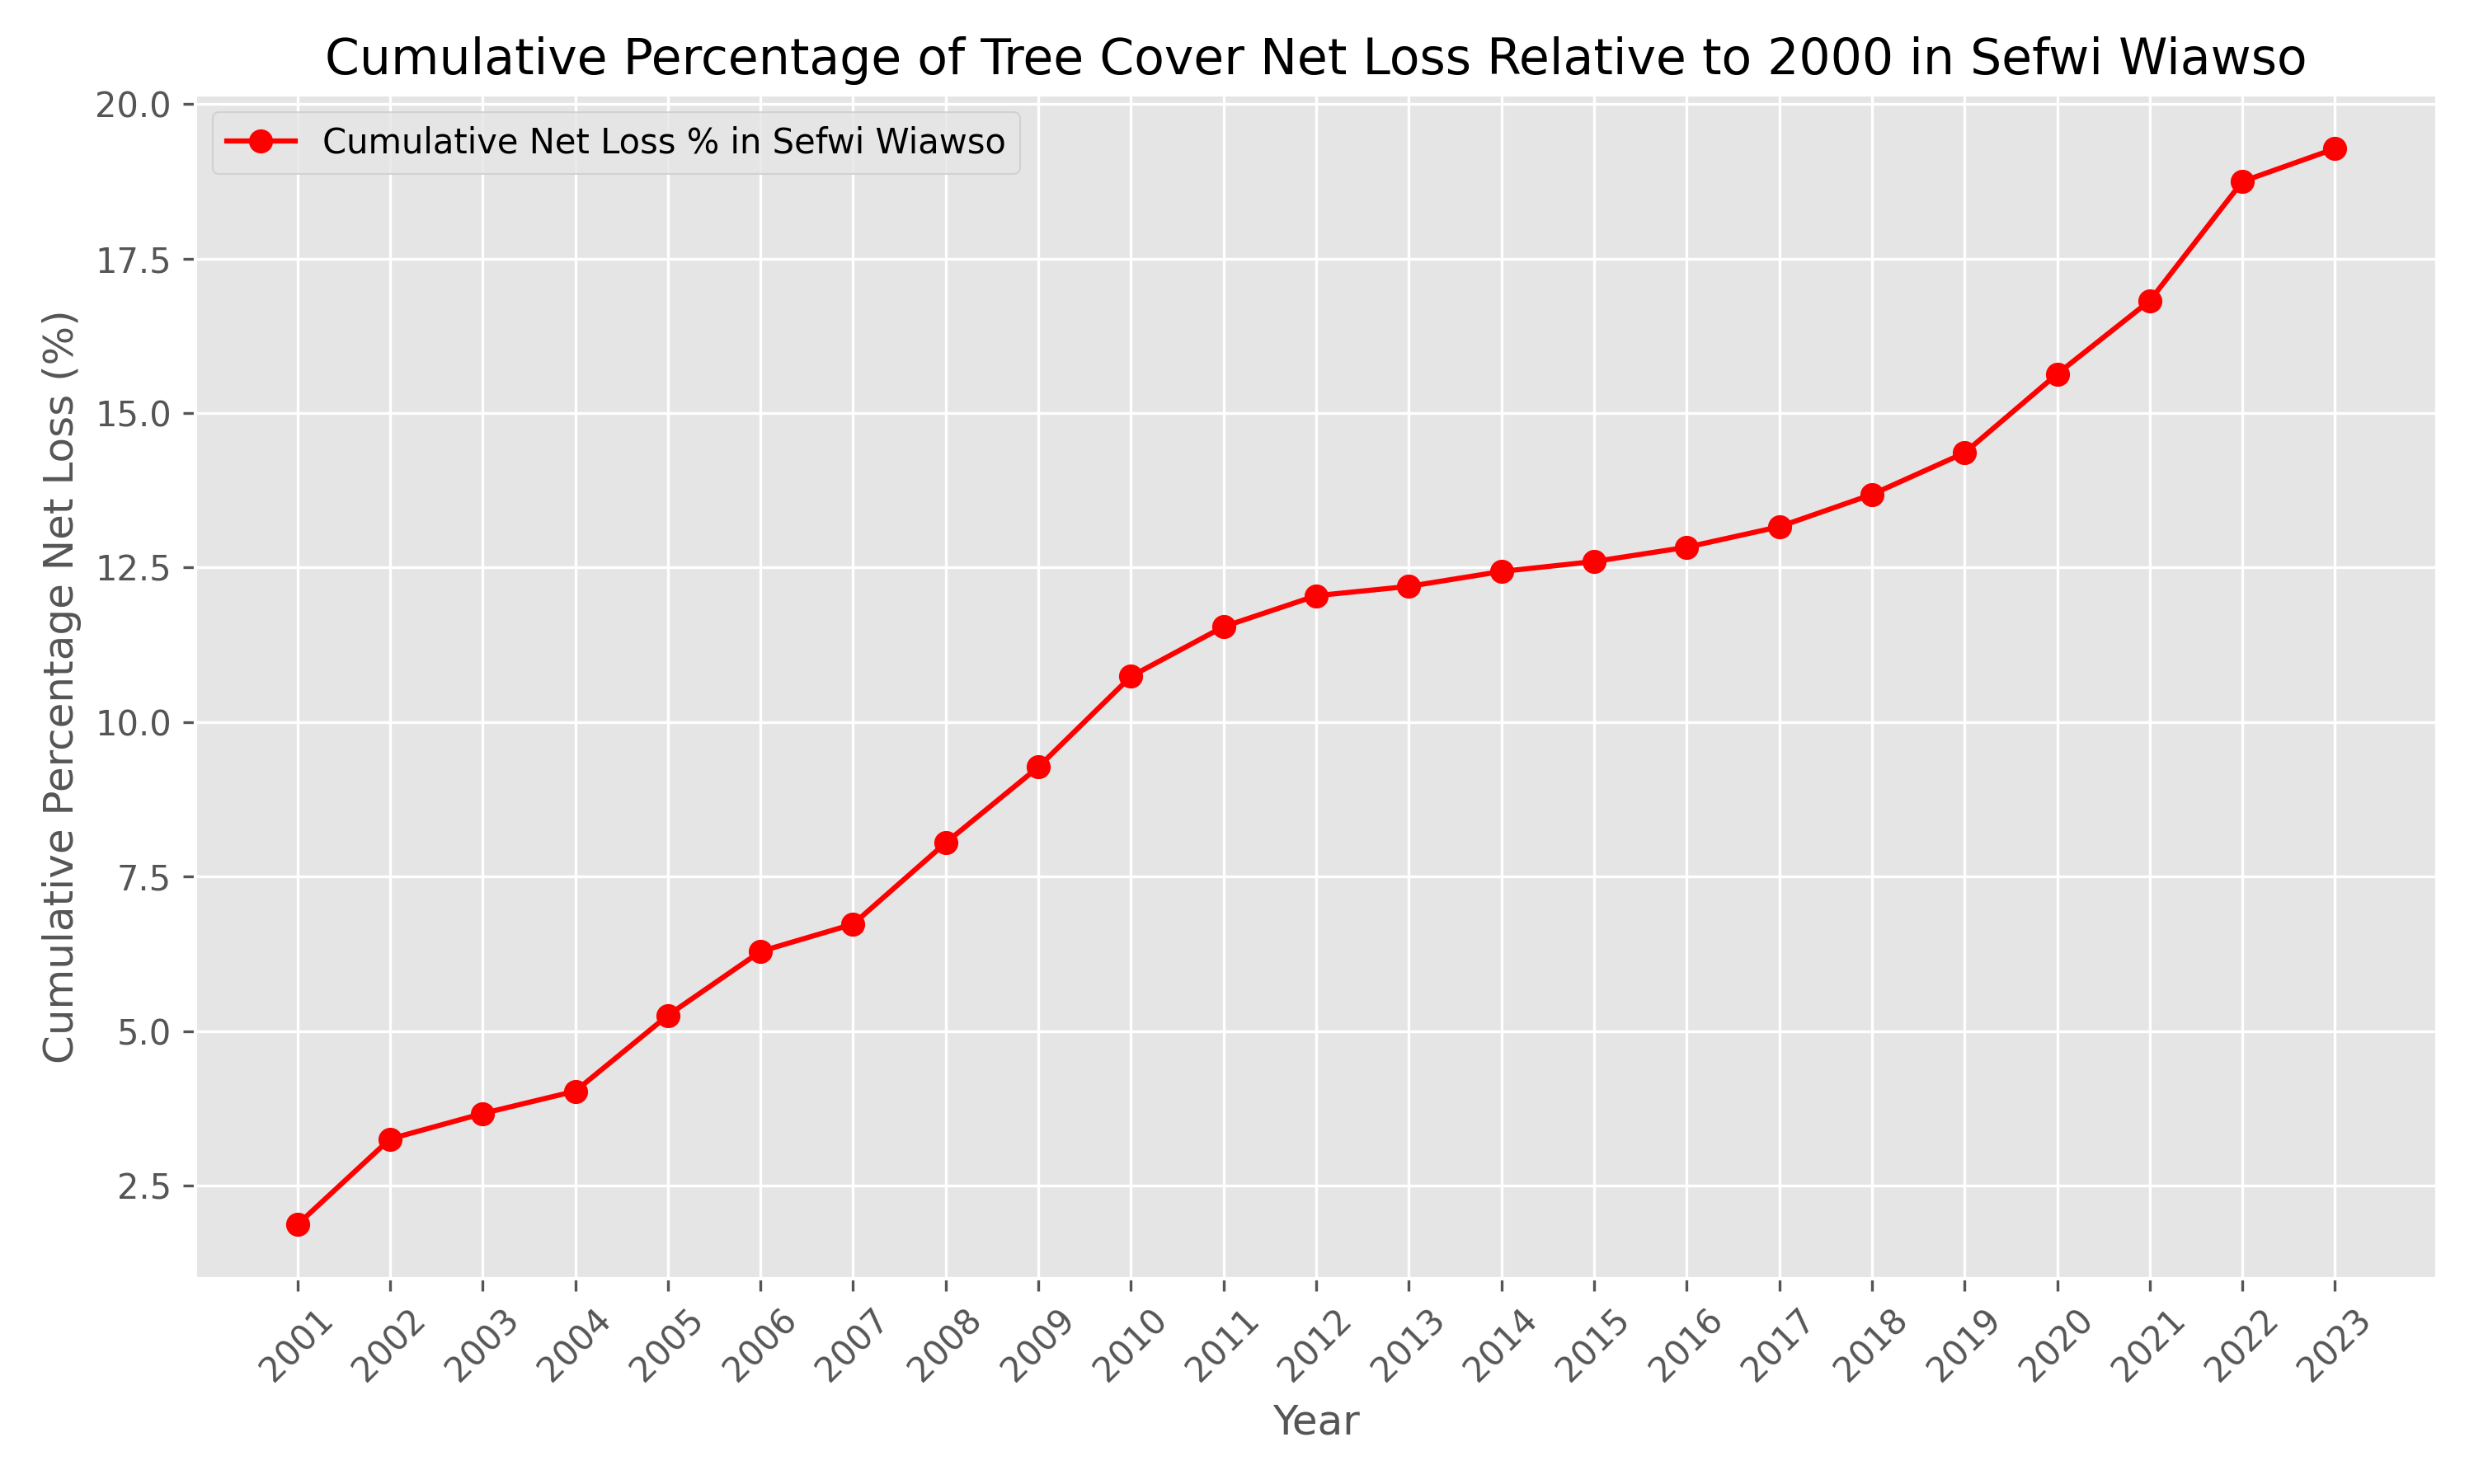 Cumulative Percentage of Tree Cover Net Loss Relative to 2000 in Sefwi Wiawso
Cumulative Net Loss % in Sefwi Wiawso
Cumulative Percentage Net Loss (%)
20.0
17.5
15.0
12.5
10.0
7.5
5.0
2.5
2001 2002 2003 2004 2005 2006 2007 2008 2009 2010 2011 2012 2013 2014 2015 2016 2017 2018 2019 2020 2021 2022 2023
Year